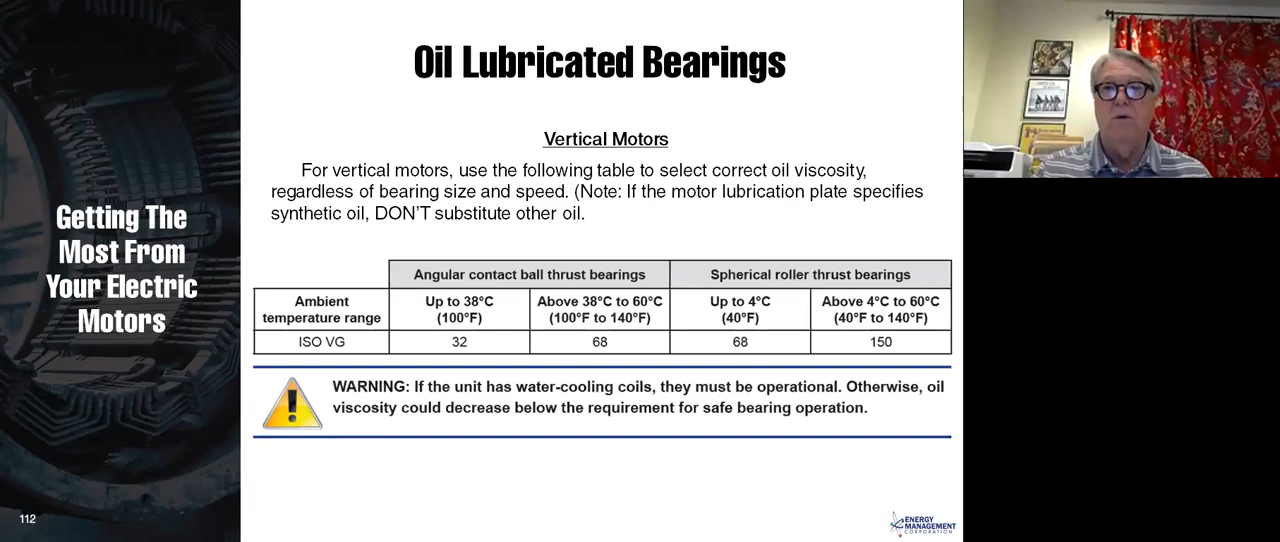 Oil Lubricated Bearings
Vertical Motors
For vertical motors, use the following table to select correct oil viscosity,
regardless of bearing size and speed. (Note: If the motor lubrication plate specifies
synthetic oil, DON'T substitute other oil.
Getting The
Most From
Your Electric
Motors
Angular contact ball thrust bearings Spherical roller thrust bearings
Ambient
temperature range
Up to 38°C
(100°F)
Above 38°C to 60°C
(100°F to 140°F)
Up to 4°C
(40°F)
Above 4°C to 60°C
(40°F to 140°F)
ISO VG 32 68 68 150
WARNING: If the unit has water-cooling coils, they must be operational. Otherwise, oil
viscosity could decrease below the requirement for safe bearing operation.
112
ENERGY
MANAGEMENT
CORPORATION